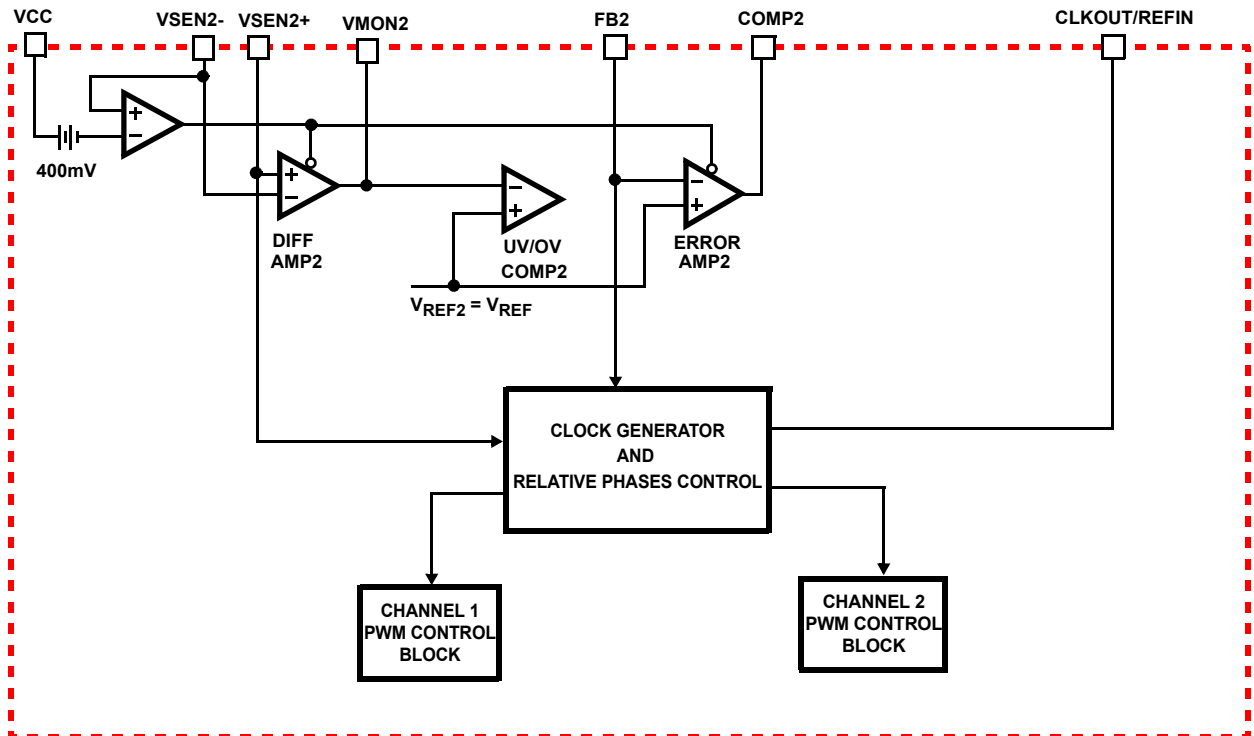 VCC
VSEN2-
VSEN2+
VMON2
FB2
COMP2
CLKOUT/REFIN
+
−
400mV
+
−
DIFF
AMP2
−
+
UV/OV
COMP2
−
+
ERROR
AMP2
VREF2 = VREF
CLOCK GENERATOR
AND
RELATIVE PHASES CONTROL
CHANNEL 1
PWM CONTROL
BLOCK
CHANNEL 2
PWM CONTROL
BLOCK